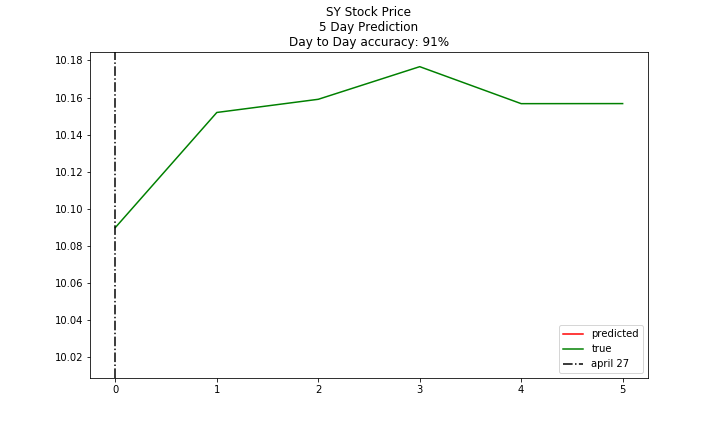 SY Stock Price
5 Day Prediction
Day to Day accuracy: 91%
10.18
10.16
10.14
10.12
10.10
10.08
10.06
10.04
10.02
predicted
true
april 27
0 1 2 3 4 5